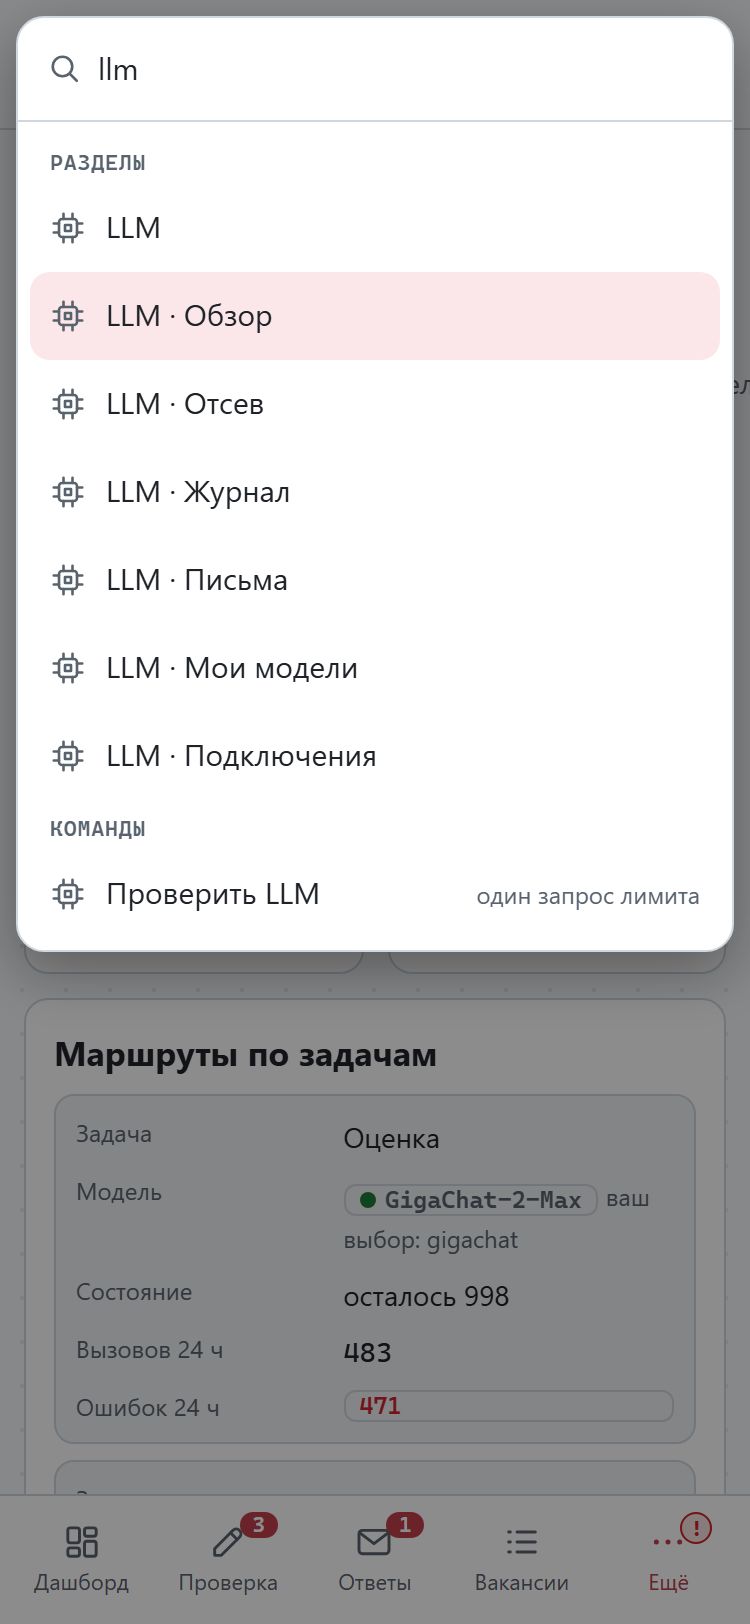 llm
РАЗДЕЛЫ
LLM
LLM · Обзор
LLM · Отсев
LLM · Журнал
LLM · Письма
LLM · Мои модели
LLM · Подключения
КОМАНДЫ
Проверить LLM один запрос лимита
Маршруты по задачам
Задача Оценка
Модель GigaChat-2-Max ваш
выбор: gigachat
Состояние осталось 998
Вызовов 24 ч 483
Ошибок 24 ч 471
3 1 !
Дашборд Проверка Ответы Вакансии Ещё